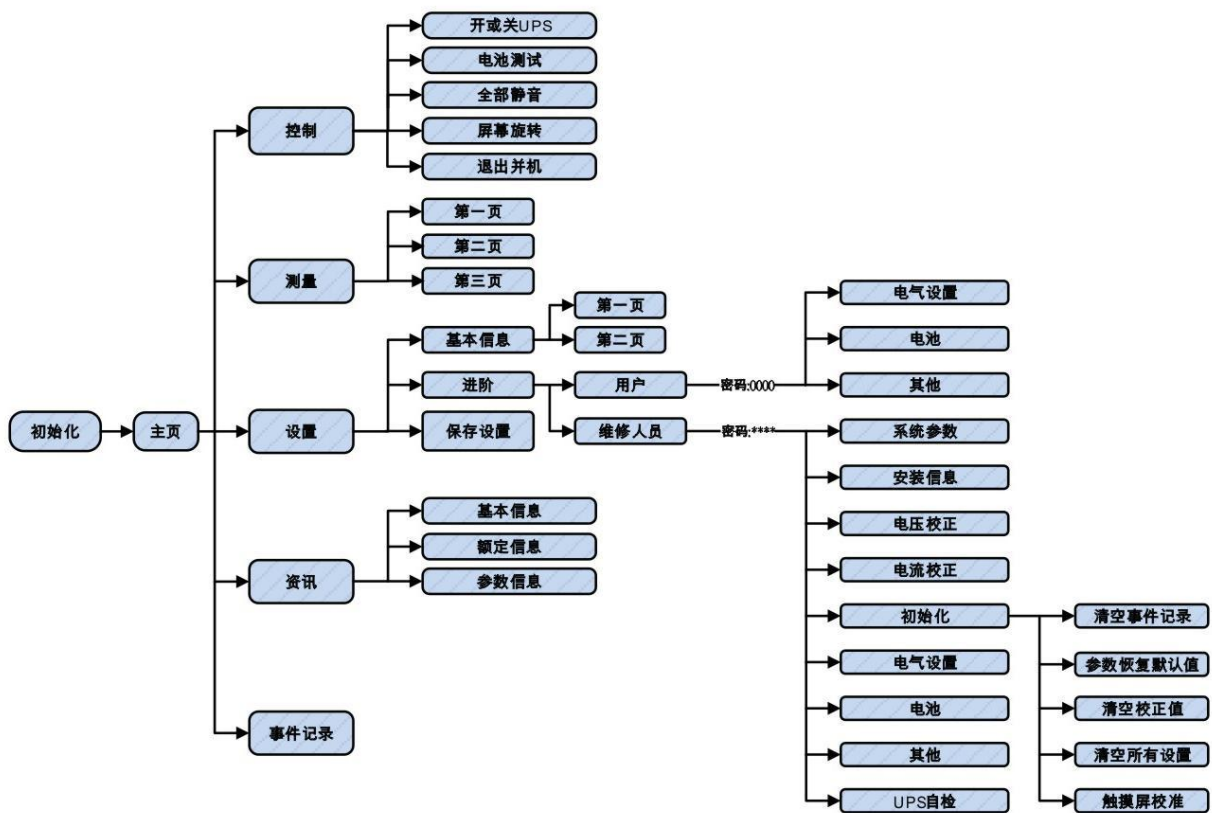 开或关UPS
电池测试
全部静音
控制
屏幕旋转
退出并机
第一页
测量
第二页
第三页
电气设置
第一页
基本信息
第二页
电池
进阶
用户
密码:0000
其他
初始化
主页
设置
保存设置
维修人员
密码:****
系统参数
安装信息
基本信息
电压校正
额定信息
电流校正
资讯
参数信息
初始化
清空事件记录
电气设置
参数恢复默认值
电池
清空校正值
事件记录
其他
清空所有设置
UPS自检
触摸屏校准